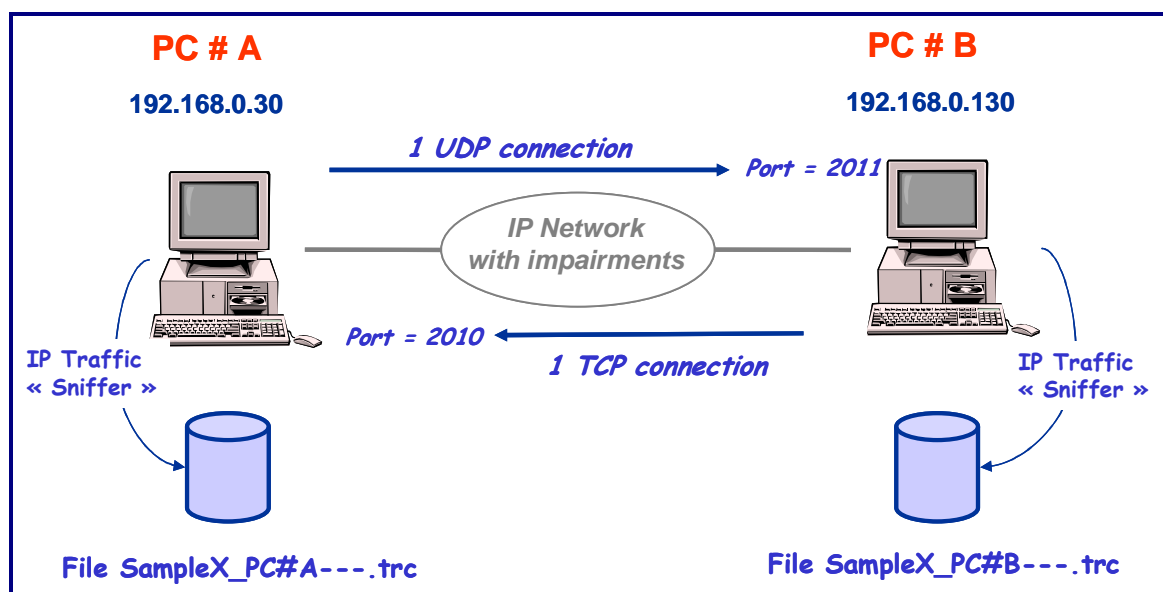 PC # A
PC # B
192.168.0.30
192.168.0.130
1 UDP connection
Port = 2011
IP Network
with impairments
Port = 2010
1 TCP connection
IP Traffic
« Sniffer »
IP Traffic
« Sniffer »
File SampleX_PC#A---.trc
File SampleX_PC#B---.trc